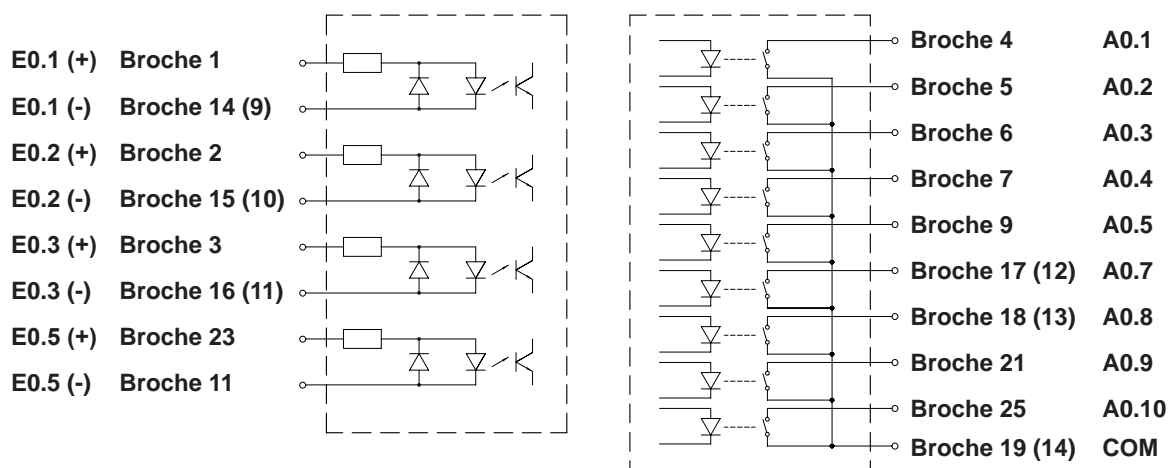 E0.1 (+) Broche 1
E0.1 (-) Broche 14 (9)
E0.2 (+) Broche 2
E0.2 (-) Broche 15 (10)
E0.3 (+) Broche 3
E0.3 (-) Broche 16 (11)
E0.5 (+) Broche 23
E0.5 (-) Broche 11
Broche 4 A0.1
Broche 5 A0.2
Broche 6 A0.3
Broche 7 A0.4
Broche 9 A0.5
Broche 17 (12) A0.7
Broche 18 (13) A0.8
Broche 21 A0.9
Broche 25 A0.10
Broche 19 (14) COM